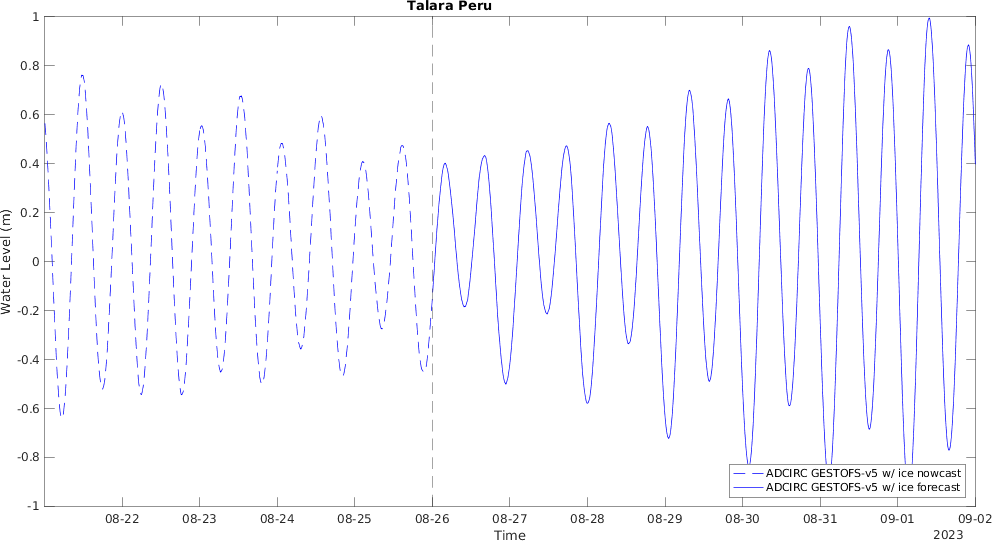 Talara Peru
1
0.8
0.6
0.4
0.2
0
-0.2
-0.4
-0.6
-0.8
-1
Water Level (m)
ADCIRC GESTOFS-v5 w/ ice nowcast
ADCIRC GESTOFS-v5 w/ ice forecast
08-22 08-23 08-24 08-25 08-26 08-27 08-28 08-29 08-30 08-31 09-01 09-02
Time
2023